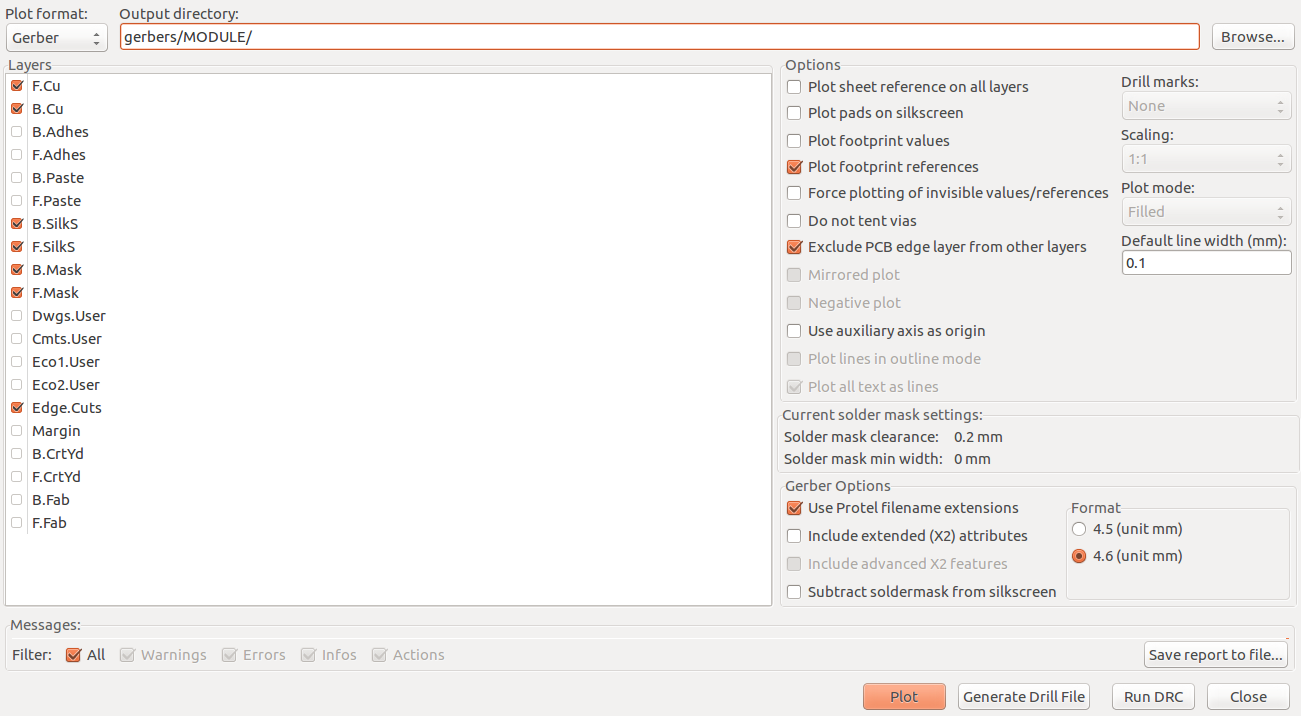 Plot format:
Output directory:
Gerber
gerbers/MODULE/
Browse...
Layers
F.Cu
B.Cu
B.Adhes
F.Adhes
B.Paste
F.Paste
B.SilkS
F.SilkS
B.Mask
F.Mask
Dwgs.User
Cmts.User
Eco1.User
Eco2.User
Edge.Cuts
Margin
B.CrtYd
F.CrtYd
B.Fab
F.Fab
Options
Plot sheet reference on all layers
Plot pads on silkscreen
Plot footprint values
Plot footprint references
Force plotting of invisible values/references
Do not tent vias
Exclude PCB edge layer from other layers
Mirrored plot
Negative plot
Use auxiliary axis as origin
Plot lines in outline mode
Plot all text as lines
Drill marks:
None
Scaling:
1:1
Plot mode:
Filled
Default line width (mm):
0.1
Current solder mask settings:
Solder mask clearance: 0.2 mm
Solder mask min width: 0 mm
Gerber Options
Use Protel filename extensions
Include extended (X2) attributes
Include advanced X2 features
Subtract soldermask from silkscreen
Format
4.5 (unit mm)
4.6 (unit mm)
Messages:
Filter: All Warnings Errors Infos Actions
Save report to file...
Plot
Generate Drill File
Run DRC
Close